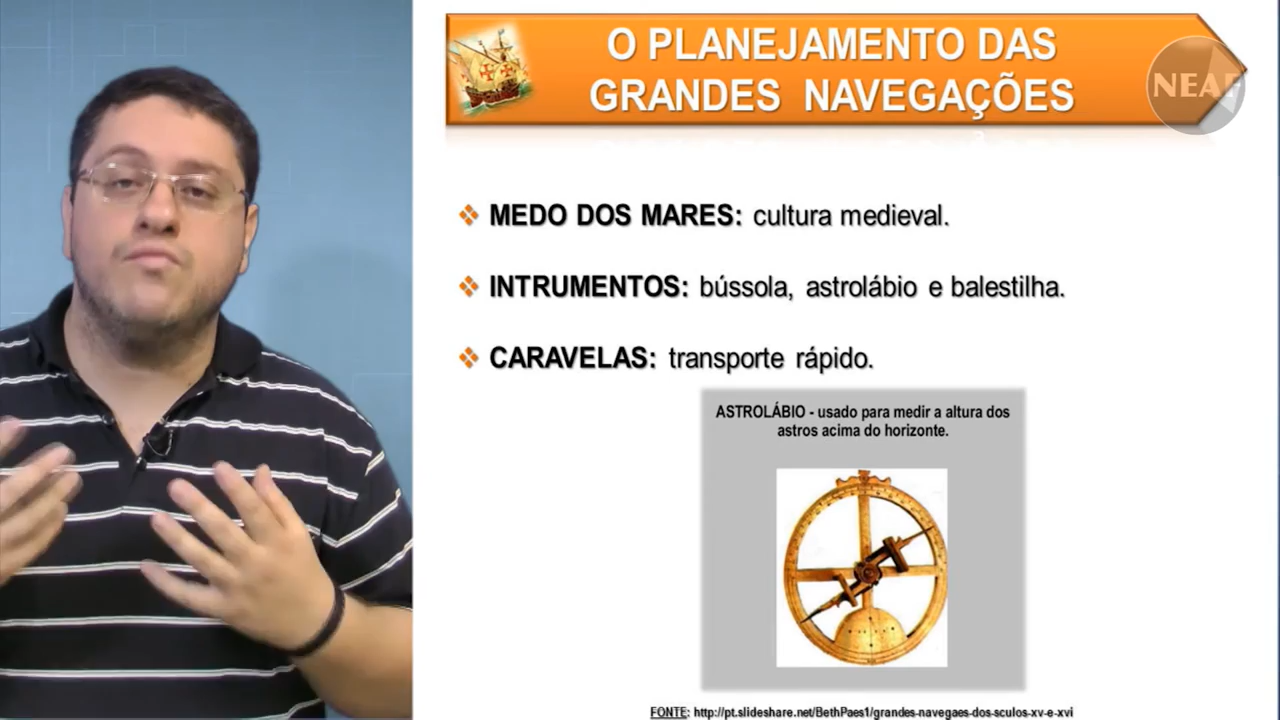 O PLANEJAMENTO DAS
GRANDES NAVEGAÇÕES
NEAF
MEDO DOS MARES: cultura medieval.
INTRUMENTOS: bússola, astrolábio e balestilha.
CARAVELAS: transporte rápido.
ASTROLÁBIO - usado para medir a altura dos
astros acima do horizonte.
FONTE: http://pt.slideshare.net/BethPaes1/grandes-navegaes-dos-sculos-xv-e-xvi